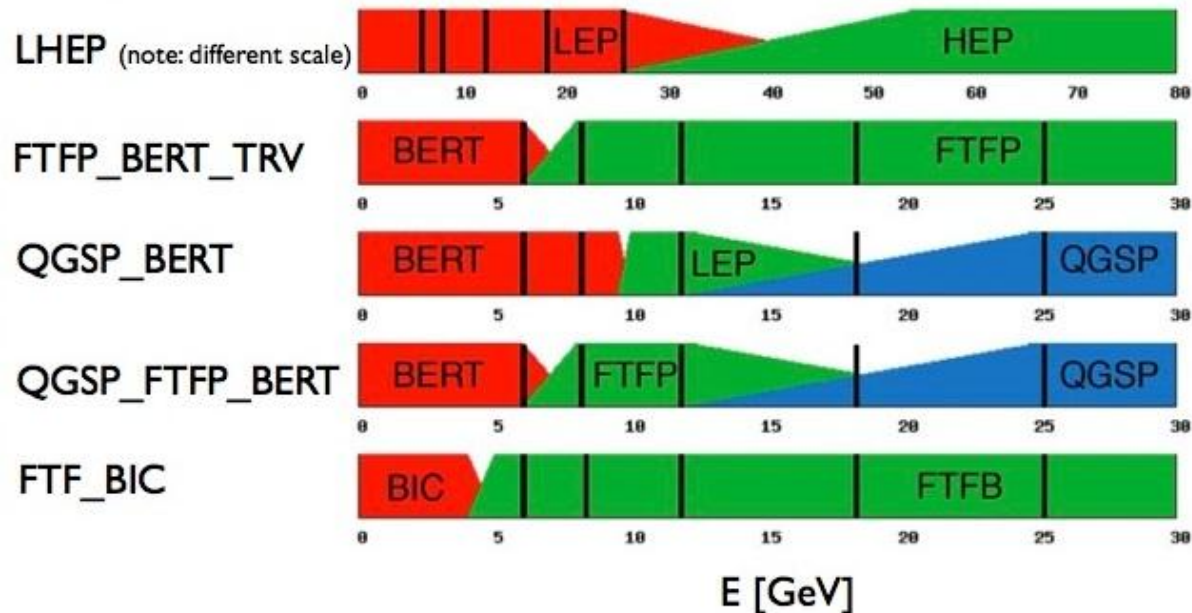 LHEP (note: different scale) LEP HEP
0 10 20 30 40 50 60 70 80
FTFP_BERT_TRV BERT FTFP
0 5 10 15 20 25 30
QGSP_BERT BERT LEP QGSP
0 5 10 15 20 25 30
QGSP_FTFP_BERT BERT FTFP QGSP
0 5 10 15 20 25 30
FTF_BIC BIC FTFB
0 5 10 15 20 25 30
E [GeV]